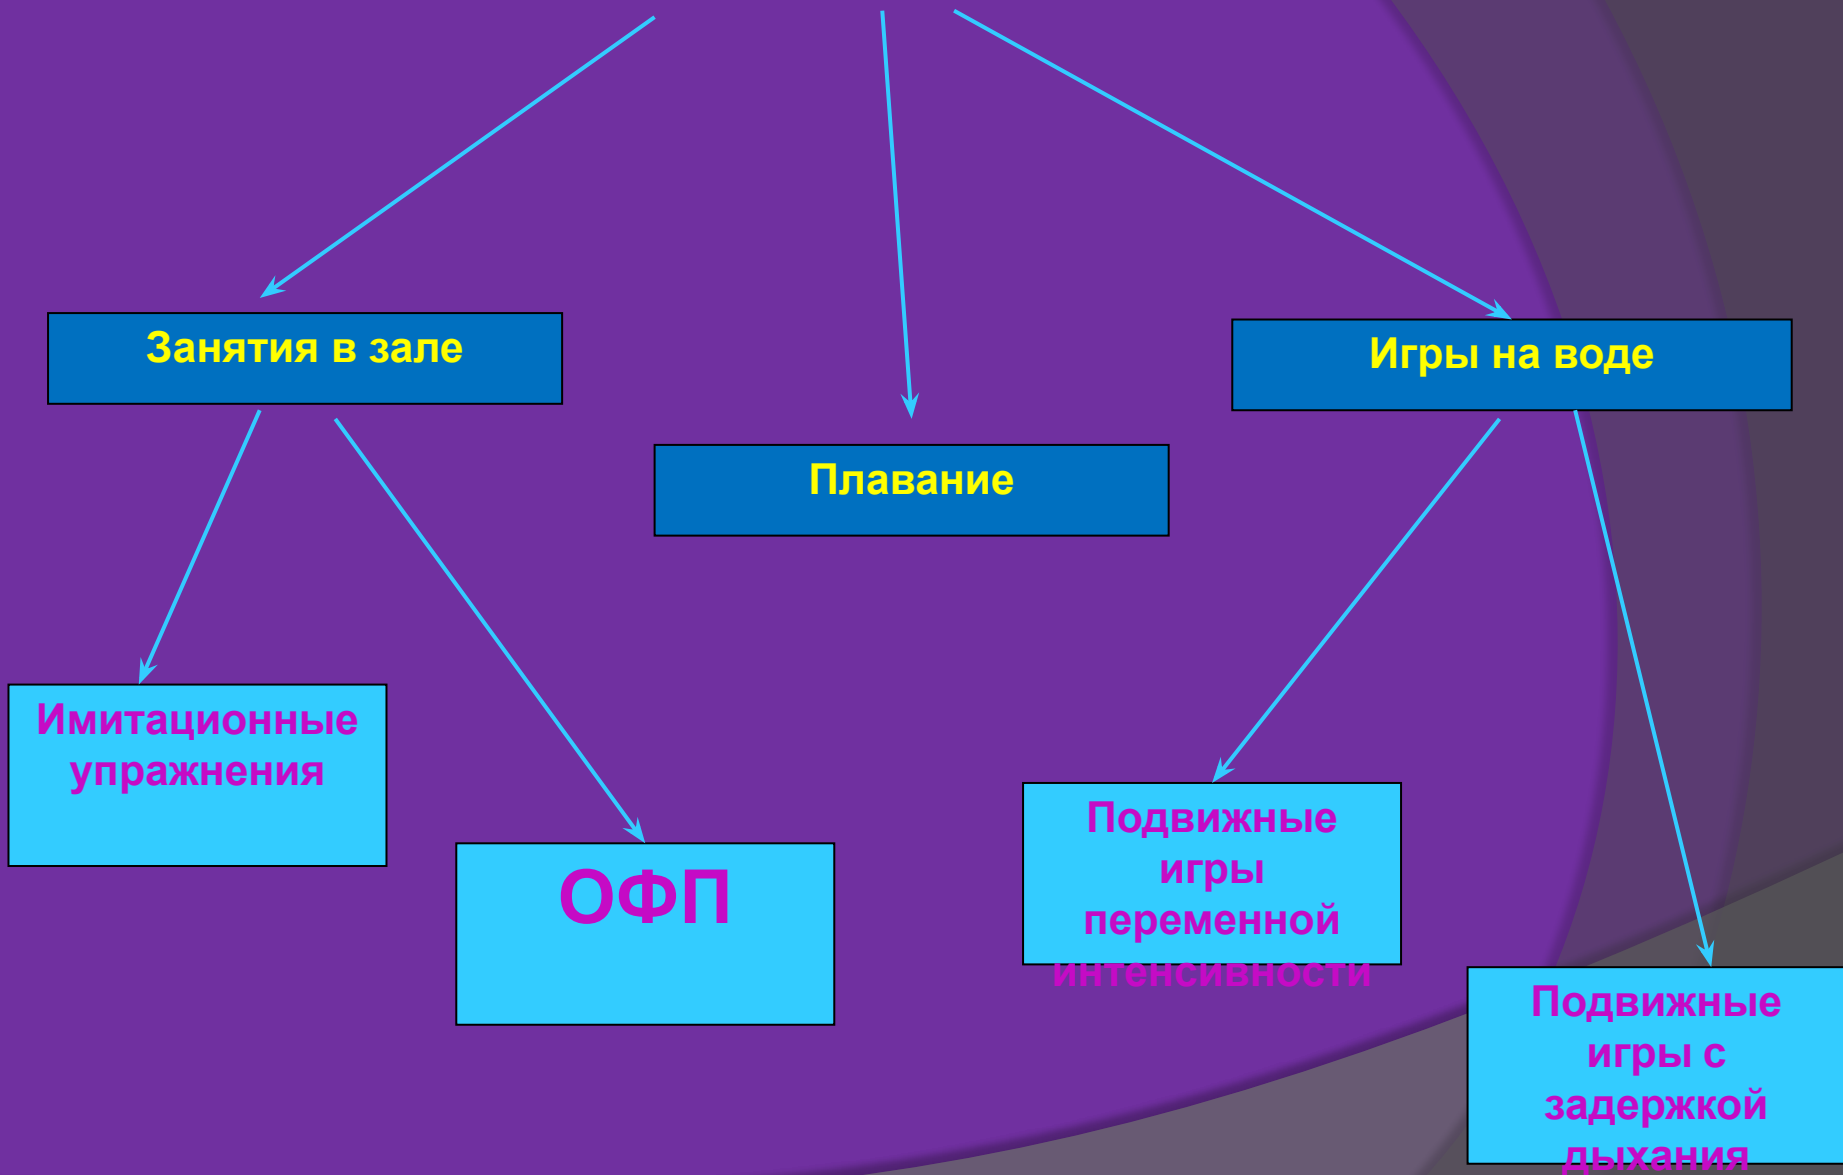 Занятия в зале
Игры на воде
Плавание
Имитационные
упражнения
ОФП
Подвижные
игры
переменной
интенсивности
Подвижные
игры с
задержкой
дыхания